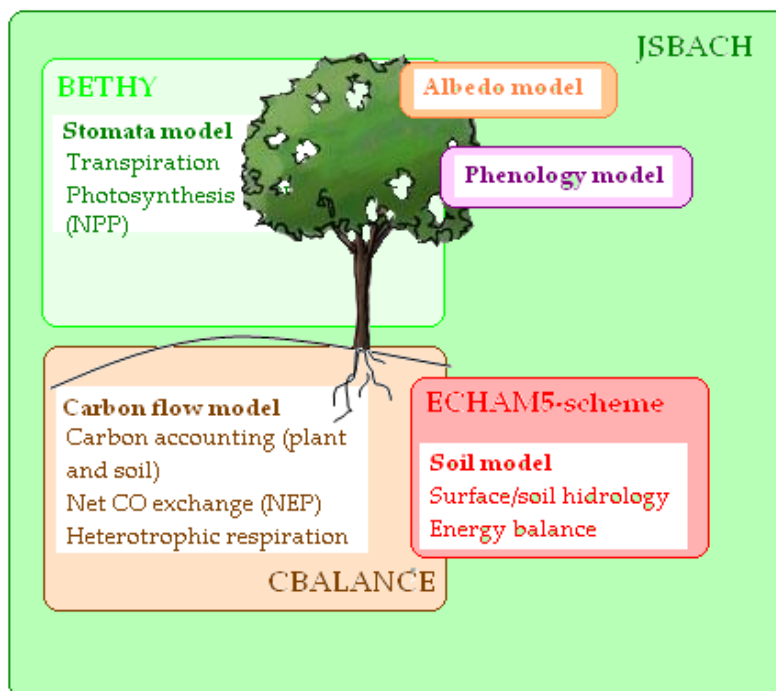 JSBACH
BETHY
Stomata model
Transpiration
Photosynthesis
(NPP)
Albedo model
Phenology model
Carbon flow model
Carbon accounting (plant
and soil)
Net CO exchange (NEP)
Heterotrophic respiration
CBALANCE
ECHAM5-scheme
Soil model
Surface/soil hidrology
Energy balance